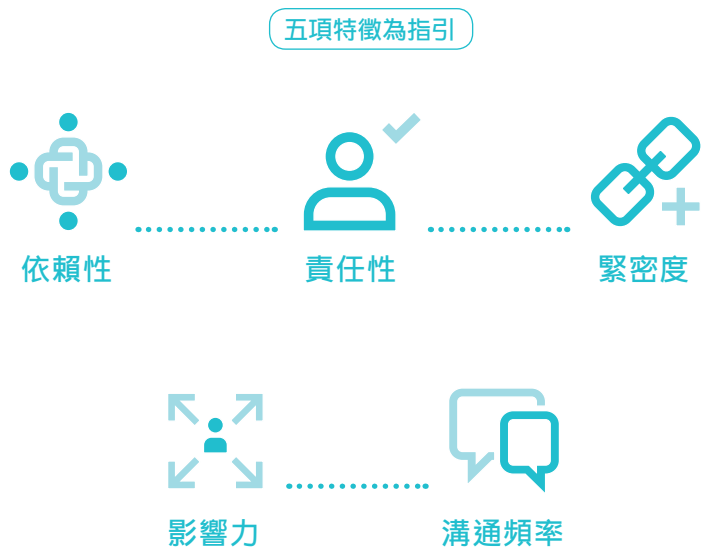 五項特徵為指引
依賴性
責任性
緊密度
影響力
溝通頻率